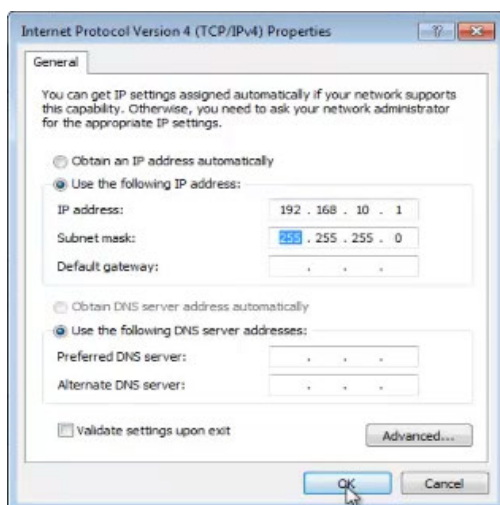 Internet Protocol Version 4 (TCP/IPv4) Properties
General
You can get IP settings assigned automatically if your network supports
this capability. Otherwise, you need to ask your network administrator
for the appropriate IP settings.
Obtain an IP address automatically
Use the following IP address:
IP address: 192 . 168 . 10 . 1
Subnet mask: 255 . 255 . 255 . 0
Default gateway: . . .
Obtain DNS server address automatically
Use the following DNS server addresses:
Preferred DNS server: . . .
Alternate DNS server: . . .
Validate settings upon exit
Advanced...
OK Cancel